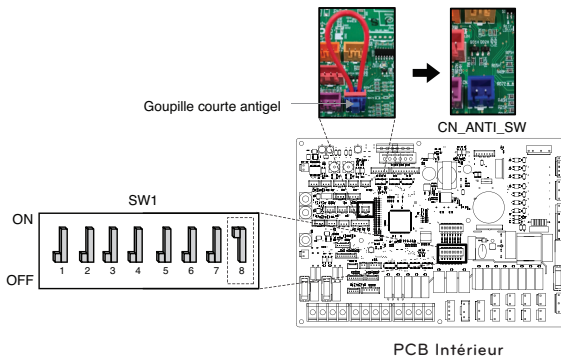 Goupille courte antigel
CN_ANTI_SW
SW1
ON
OFF
1 2 3 4 5 6 7 8
PCB Intérieur